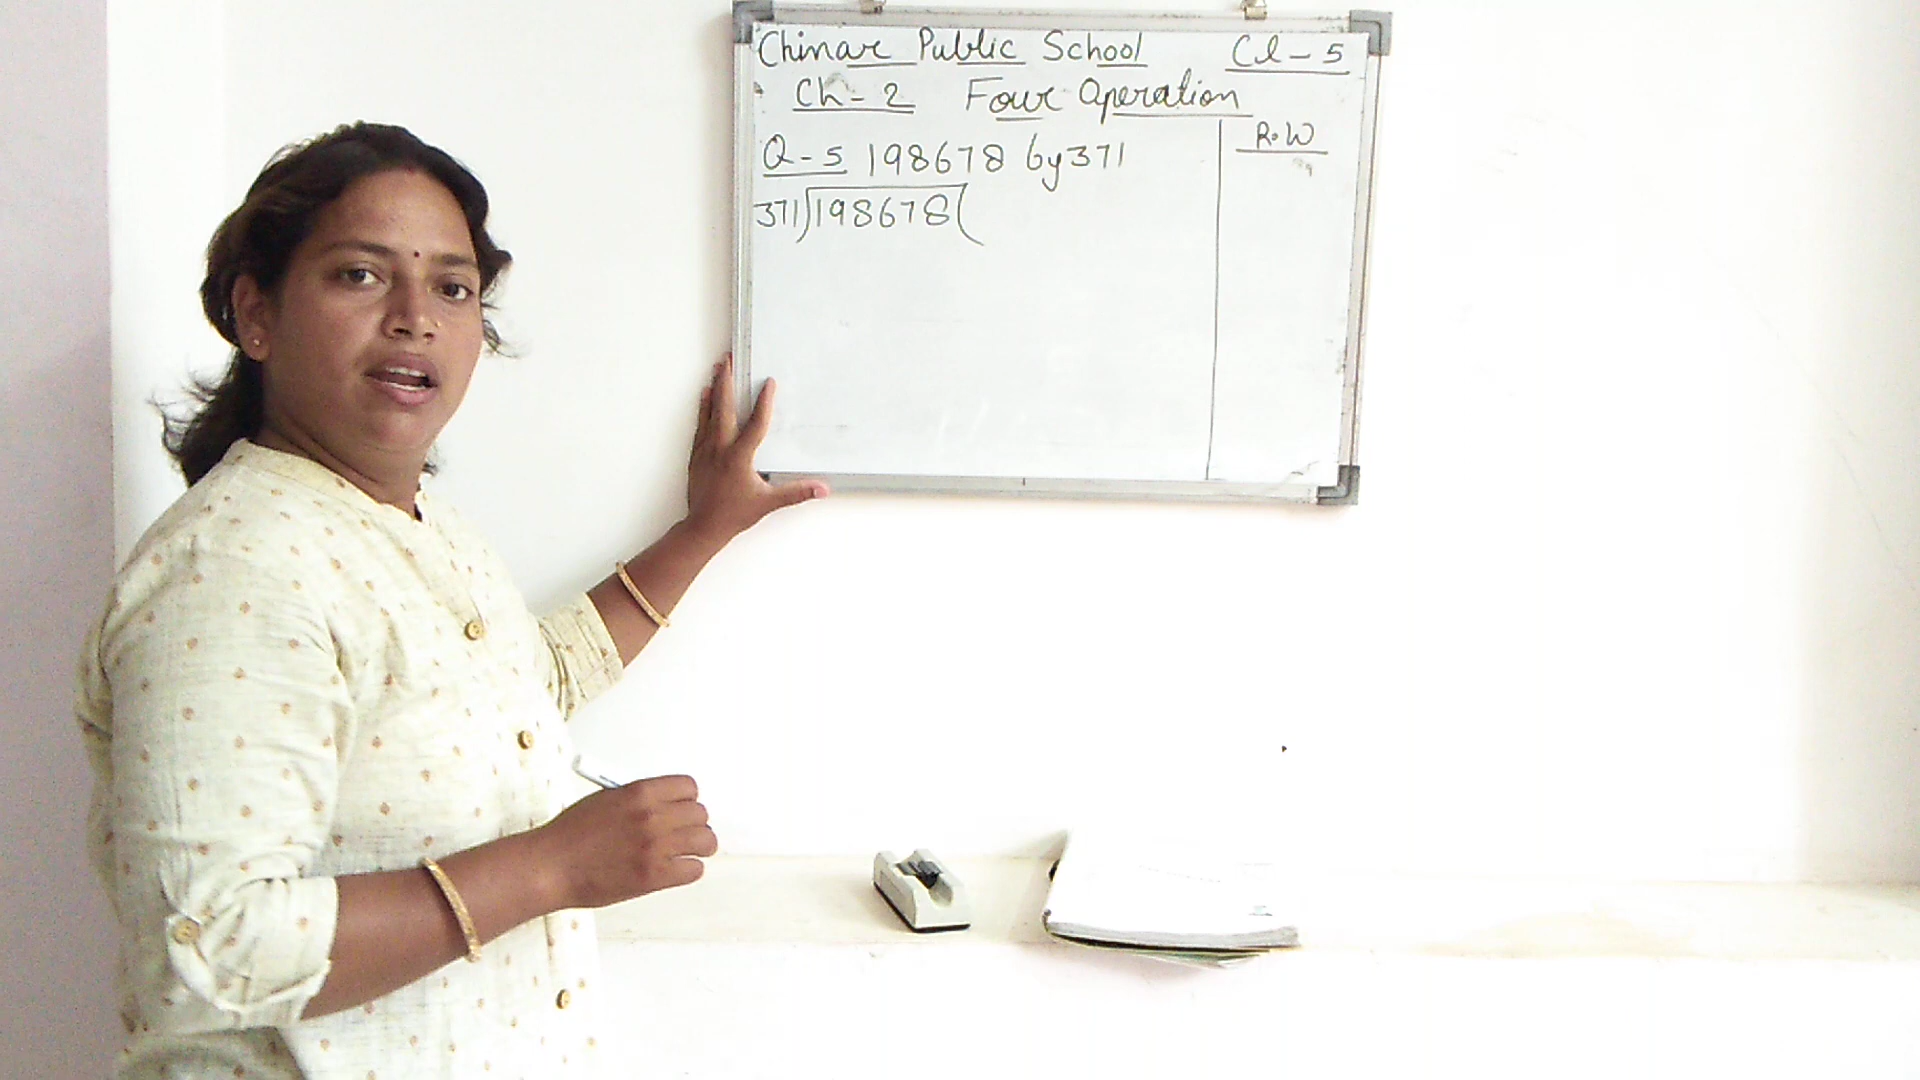 Chinar Public School Cl-5
Ch-2 Four Operation
R.W
Q-5 198678 by 371
371)198678(